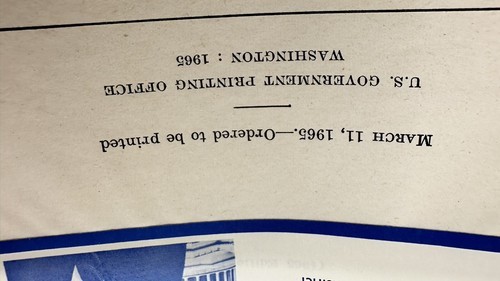 MARCH 11, 1965.—Ordered to be printed
U.S. GOVERNMENT PRINTING OFFICE
WASHINGTON : 1965